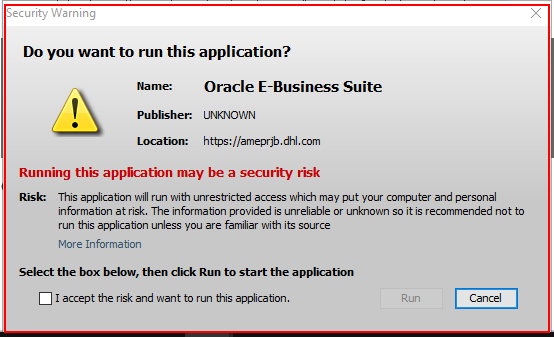 Security Warning
Do you want to run this application?
Name: Oracle E-Business Suite
Publisher: UNKNOWN
Location: https://ameprjb.dhl.com
Running this application may be a security risk
Risk: This application will run with unrestricted access which may put your computer and personal
information at risk. The information provided is unreliable or unknown so it is recommended not to
run this application unless you are familiar with its source
More Information
Select the box below, then click Run to start the application
I accept the risk and want to run this application.
Run Cancel